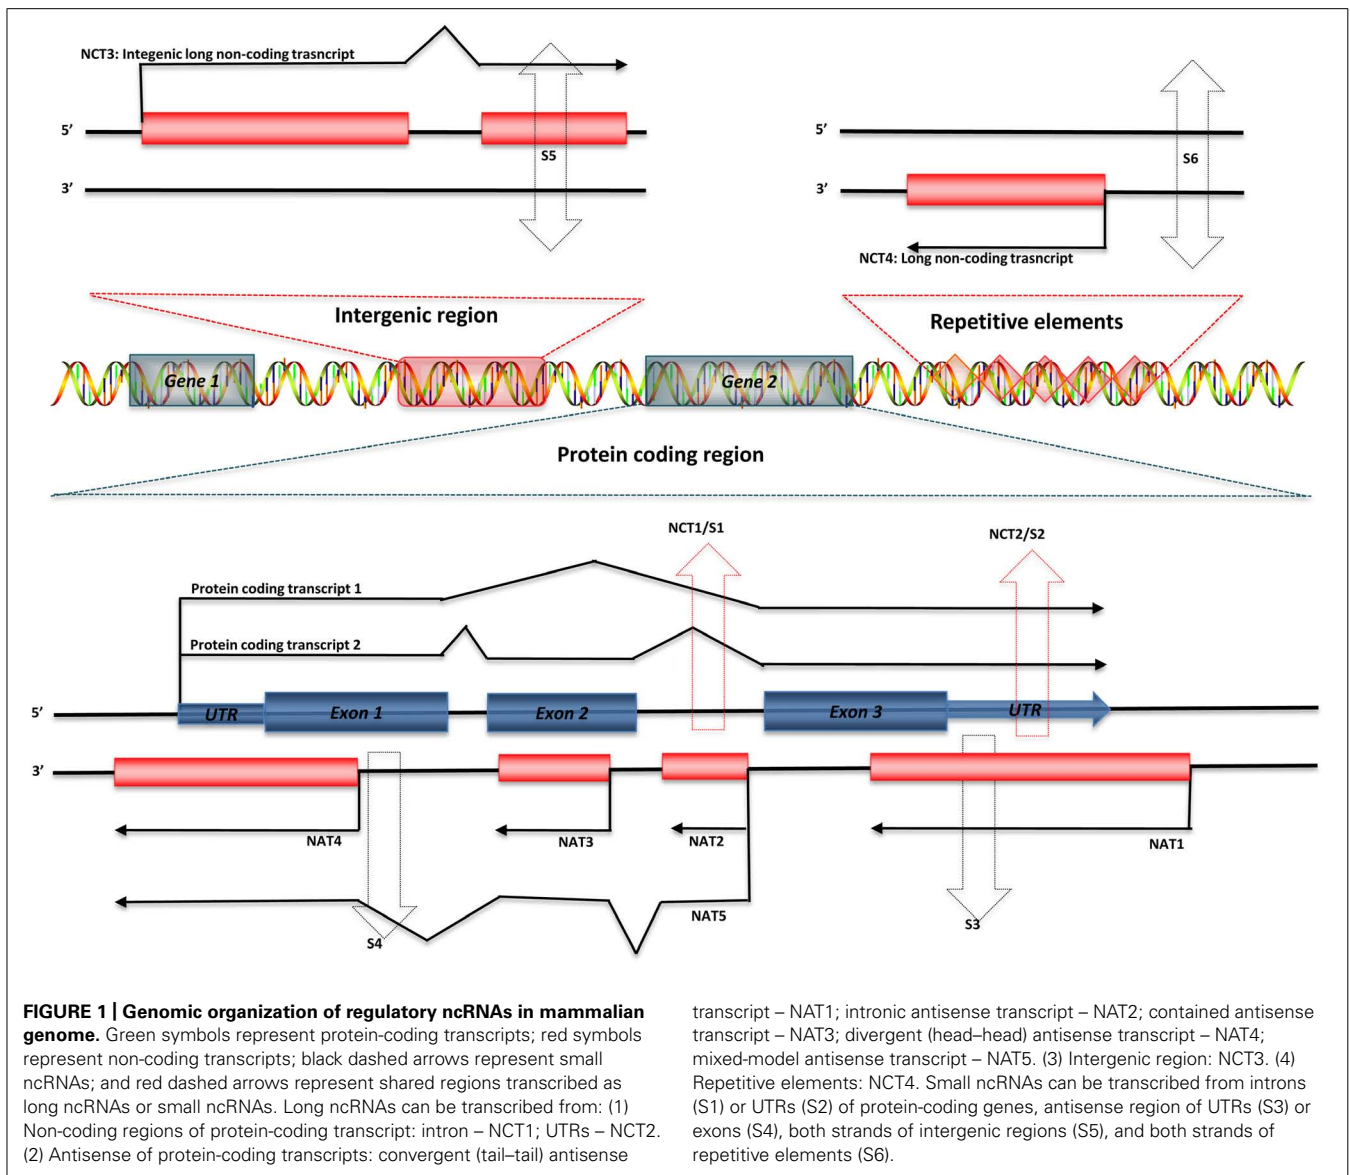 NCT3: Integenic long non-coding trasncript
5'
S5
3'
5'
S6
3'
NCT4: Long non-coding trasncript
Intergenic region
Repetitive elements
Gene 1
Gene 2
Protein coding region
NCT1/S1
NCT2/S2
Protein coding transcript 1
Protein coding transcript 2
5'
UTR
Exon 1
Exon 2
Exon 3
UTR
3'
NAT4
NAT3
NAT2
NAT1
NAT5
S4
S3
FIGURE 1 | Genomic organization of regulatory ncRNAs in mammalian
genome. Green symbols represent protein-coding transcripts; red symbols
represent non-coding transcripts; black dashed arrows represent small
ncRNAs; and red dashed arrows represent shared regions transcribed as
long ncRNAs or small ncRNAs. Long ncRNAs can be transcribed from: (1)
Non-coding regions of protein-coding transcript: intron – NCT1; UTRs – NCT2.
(2) Antisense of protein-coding transcripts: convergent (tail–tail) antisense
transcript – NAT1; intronic antisense transcript – NAT2; contained antisense
transcript – NAT3; divergent (head–head) antisense transcript – NAT4;
mixed-model antisense transcript – NAT5. (3) Intergenic region: NCT3. (4)
Repetitive elements: NCT4. Small ncRNAs can be transcribed from introns
(S1) or UTRs (S2) of protein-coding genes, antisense region of UTRs (S3) or
exons (S4), both strands of intergenic regions (S5), and both strands of
repetitive elements (S6).